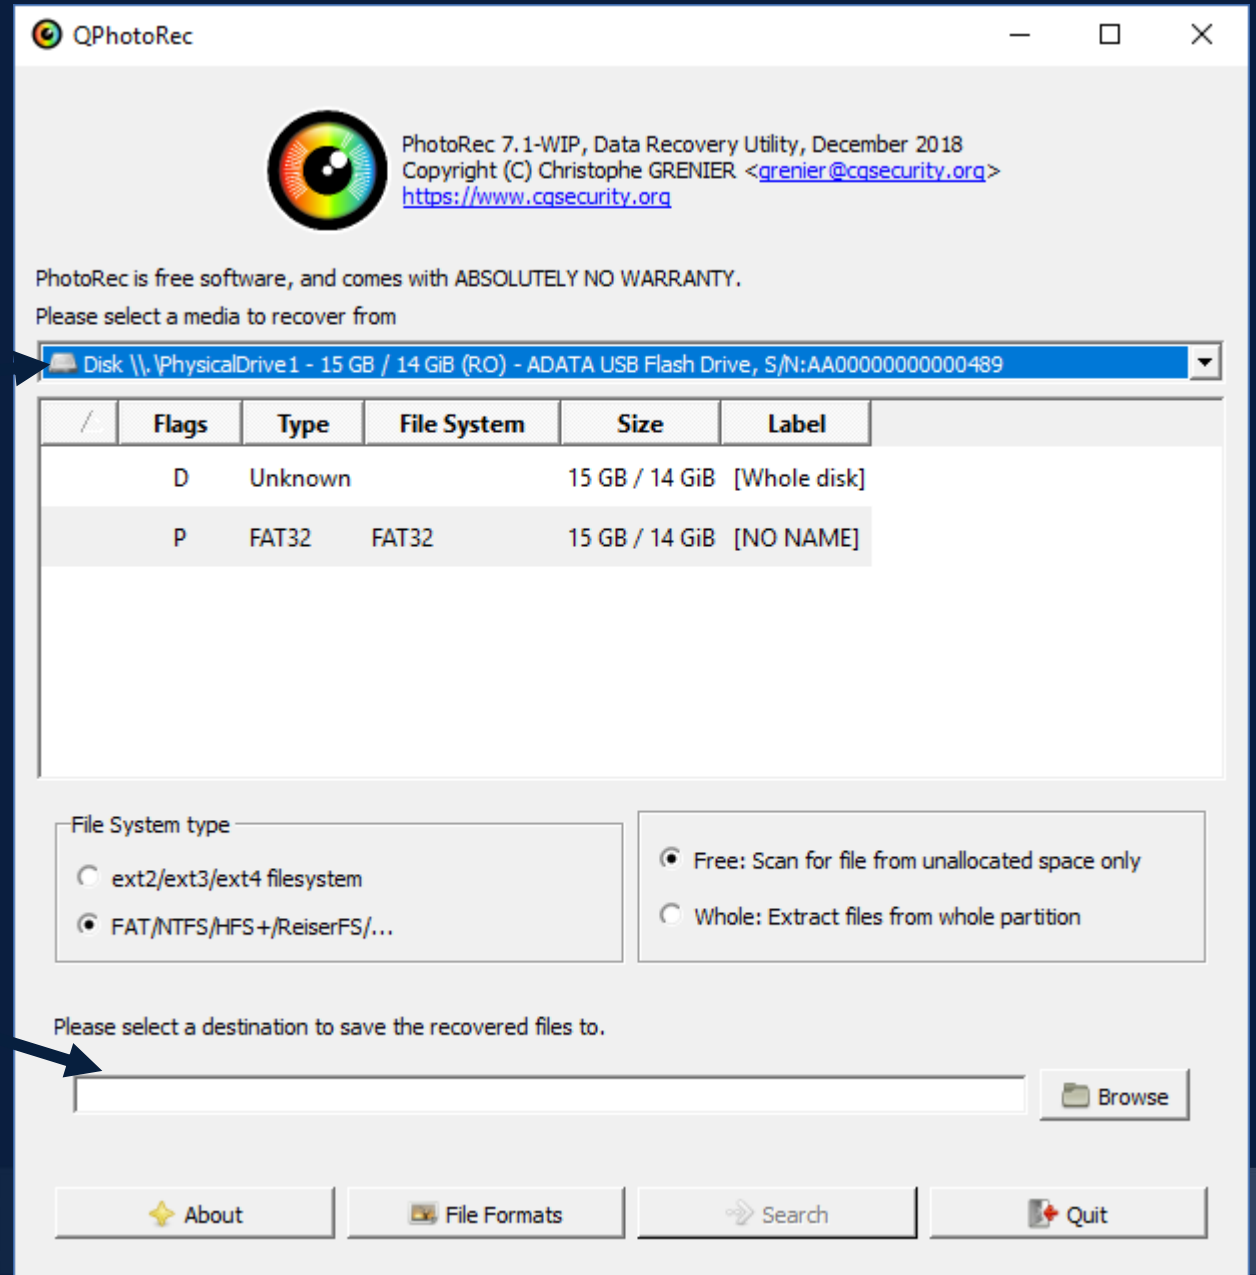 QPhotoRec
PhotoRec 7.1-WIP, Data Recovery Utility, December 2018
Copyright (C) Christophe GRENIER <grenier@cgsecurity.org>
https://www.cgsecurity.org
PhotoRec is free software, and comes with ABSOLUTELY NO WARRANTY.
Please select a media to recover from
Disk \\.\PhysicalDrive1 - 15 GB / 14 GiB (RO) - ADATA USB Flash Drive, S/N:AA00000000000489
Flags Type File System Size Label
D Unknown 15 GB / 14 GiB [Whole disk]
P FAT32 FAT32 15 GB / 14 GiB [NO NAME]
File System type
ext2/ext3/ext4 filesystem
FAT/NTFS/HFS+/ReiserFS/...
Free: Scan for file from unallocated space only
Whole: Extract files from whole partition
Please select a destination to save the recovered files to.
Browse
About File Formats Search Quit